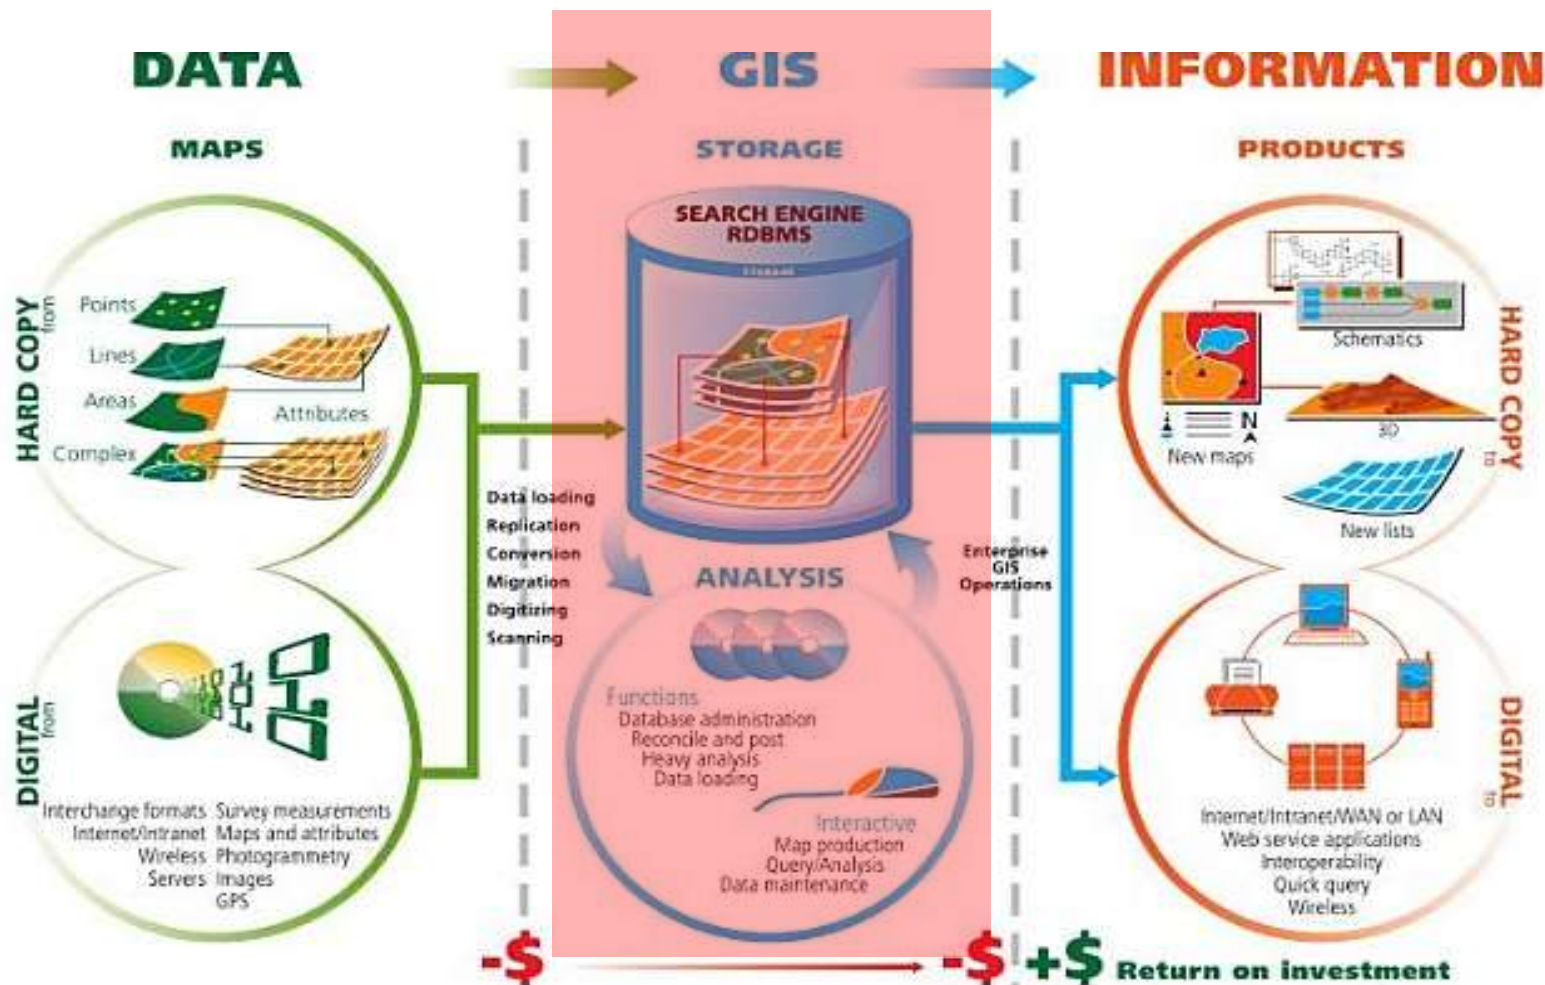 DATA
GIS
INFORMATION
MAPS
STORAGE
PRODUCTS
HARD COPY
from
Points
Lines
Areas
Attributes
Complex
SEARCH ENGINE
RDBMS
STORAGE
Schematics
N
3D
New maps
New lists
HARD COPY
to
Data loading
Replication
Conversion
Migration
Digitizing
Scanning
Enterprise
GIS
Operations
ANALYSIS
Functions
Database administration
Reconcile and post
Heavy analysis
Data loading
Interactive
Map production
Query/Analysis
Data maintenance
DIGITAL
from
Interchange formats Survey measurements
Internet/Intranet Maps and attributes
Wireless Photogrammetry
Servers Images
GPS
DIGITAL
to
Internet/Intranet/WAN or LAN
Web service applications
Interoperability
Quick query
Wireless
-$
-$ +$ Return on investment